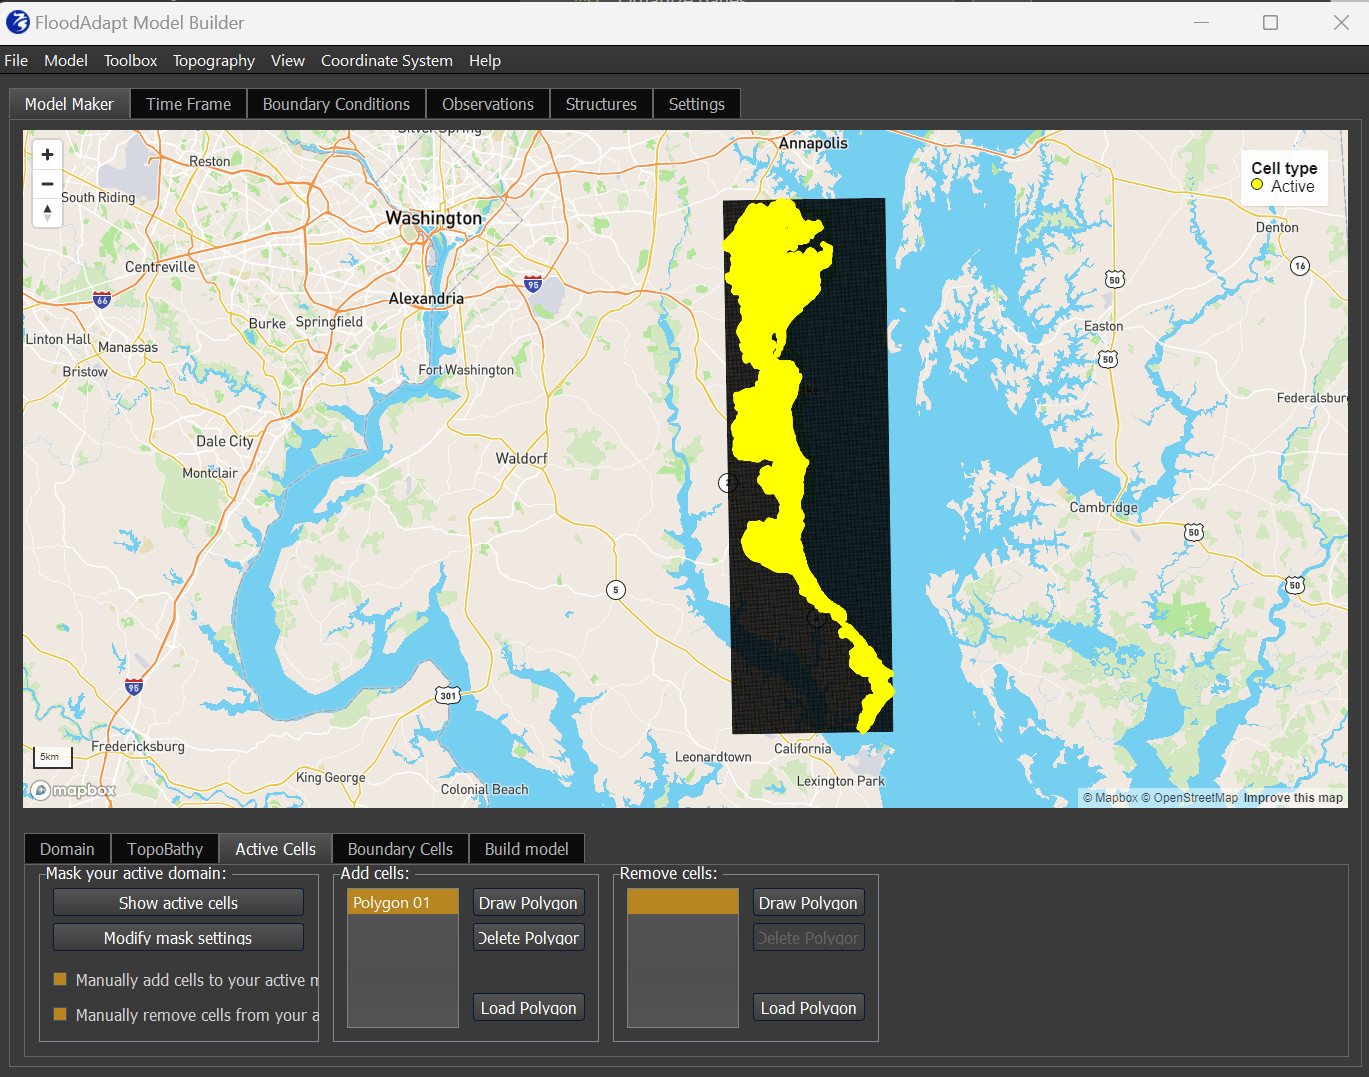 FloodAdapt Model Builder
File Model Toolbox Topography View Coordinate System Help
Model Maker Time Frame Boundary Conditions Observations Structures Settings
Silver Spring
Annapolis
Reston
Cell type
Active
South Riding
Washington
Denton
Centreville
16
50
95
66
Alexandria
Burke Springfield
Easton
Linton Hall Manassas
50
Bristow
Fort Washington
Federalsburg
Dale City
Waldorf
Montclair
2
Cambridge
50
50
5
95
301
Fredericksburg
California
5km
Leonardtown
King George
Lexington Park
Colonial Beach
mapbox
© Mapbox © OpenStreetMap Improve this map
Domain TopoBathy Active Cells Boundary Cells Build model
Mask your active domain: Add cells: Remove cells:
Show active cells Polygon 01 Draw Polygon Draw Polygon
Modify mask settings Delete Polygon Delete Polygon
Manually add cells to your active m
Load Polygon Load Polygon
Manually remove cells from your a